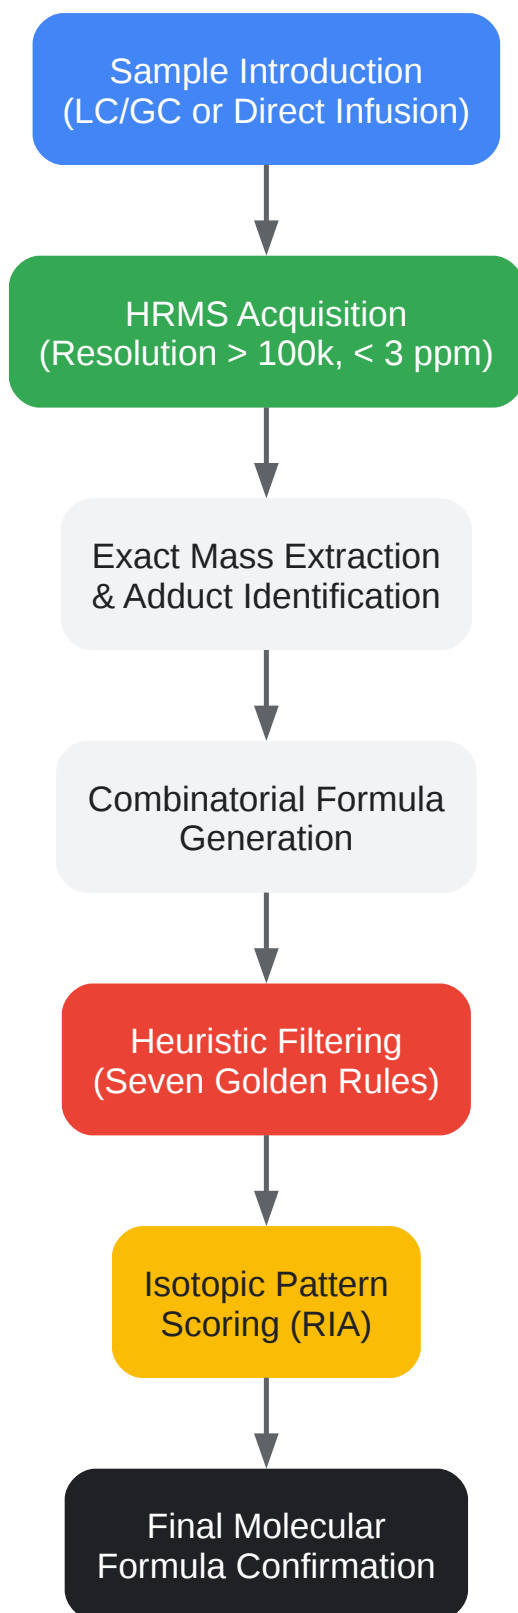 Sample Introduction
(LC/GC or Direct Infusion)
HRMS Acquisition
(Resolution > 100k, < 3 ppm)
Exact Mass Extraction
& Adduct Identification
Combinatorial Formula
Generation
Heuristic Filtering
(Seven Golden Rules)
Isotopic Pattern
Scoring (RIA)
Final Molecular
Formula Confirmation